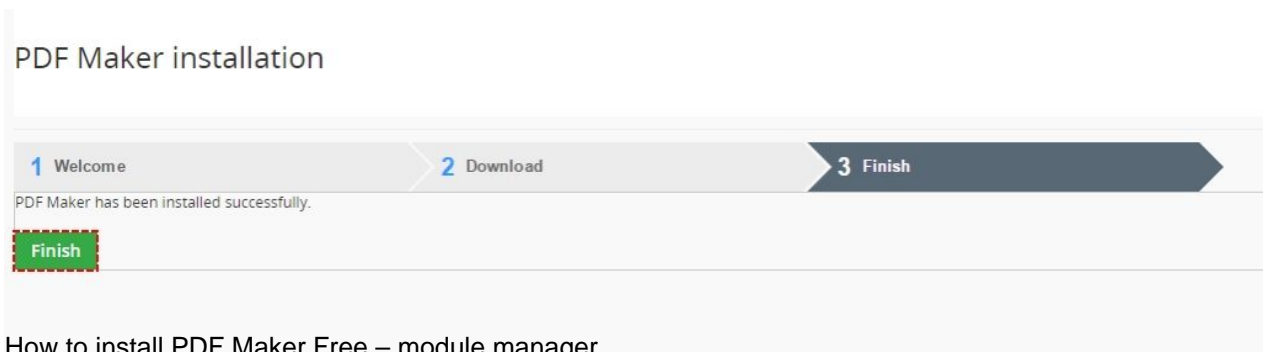 PDF Maker installation
1 Welcome
2 Download
3 Finish
PDF Maker has been installed successfully.
Finish
How to install PDF Maker Free – module manager